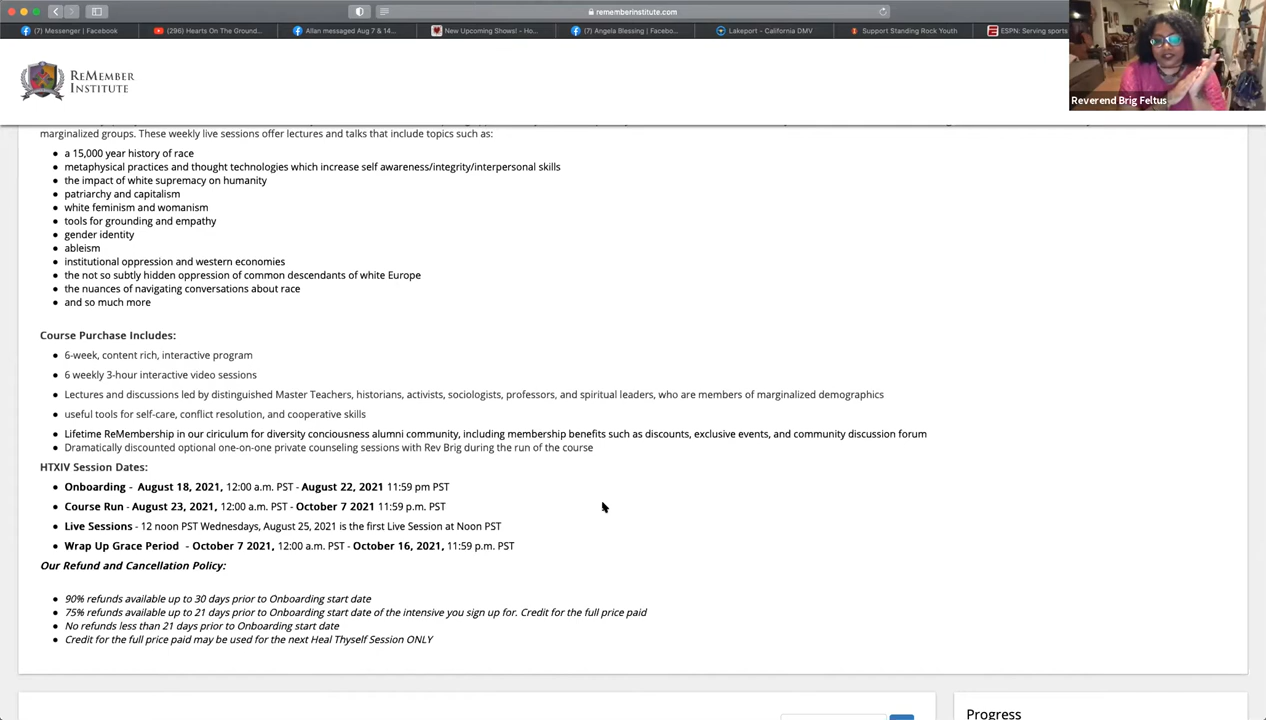 rememberinstitute.com
(7) Messenger | Facebook
(296) Hearts On The Ground...
Allan messaged Aug 7 & 14...
New Upcoming Shows! - Ho...
(7) Angela Blessing | Facebo...
Lakeport - California DMV
Support Standing Rock Youth
ESPN: Serving sports
REMEMBER
INSTITUTE
Reverend Brig Feltus
marginalized groups. These weekly live sessions offer lectures and talks that include topics such as:
a 15,000 year history of race
metaphysical practices and thought technologies which increase self awareness/integrity/interpersonal skills
the impact of white supremacy on humanity
patriarchy and capitalism
white feminism and womanism
tools for grounding and empathy
gender identity
ableism
institutional oppression and western economies
the not so subtly hidden oppression of common descendants of white Europe
the nuances of navigating conversations about race
and so much more
Course Purchase Includes:
6-week, content rich, interactive program
6 weekly 3-hour interactive video sessions
Lectures and discussions led by distinguished Master Teachers, historians, activists, sociologists, professors, and spiritual leaders, who are members of marginalized demographics
useful tools for self-care, conflict resolution, and cooperative skills
Lifetime ReMembership in our ciriculum for diversity conciousness alumni community, including membership benefits such as discounts, exclusive events, and community discussion forum
Dramatically discounted optional one-on-one private counseling sessions with Rev Brig during the run of the course
HTXIV Session Dates:
Onboarding - August 18, 2021, 12:00 a.m. PST - August 22, 2021 11:59 pm PST
Course Run - August 23, 2021, 12:00 a.m. PST - October 7 2021 11:59 p.m. PST
Live Sessions - 12 noon PST Wednesdays, August 25, 2021 is the first Live Session at Noon PST
Wrap Up Grace Period - October 7 2021, 12:00 a.m. PST - October 16, 2021, 11:59 p.m. PST
Our Refund and Cancellation Policy:
90% refunds available up to 30 days prior to Onboarding start date
75% refunds available up to 21 days prior to Onboarding start date of the intensive you sign up for. Credit for the full price paid
No refunds less than 21 days prior to Onboarding start date
Credit for the full price paid may be used for the next Heal Thyself Session ONLY
Progress